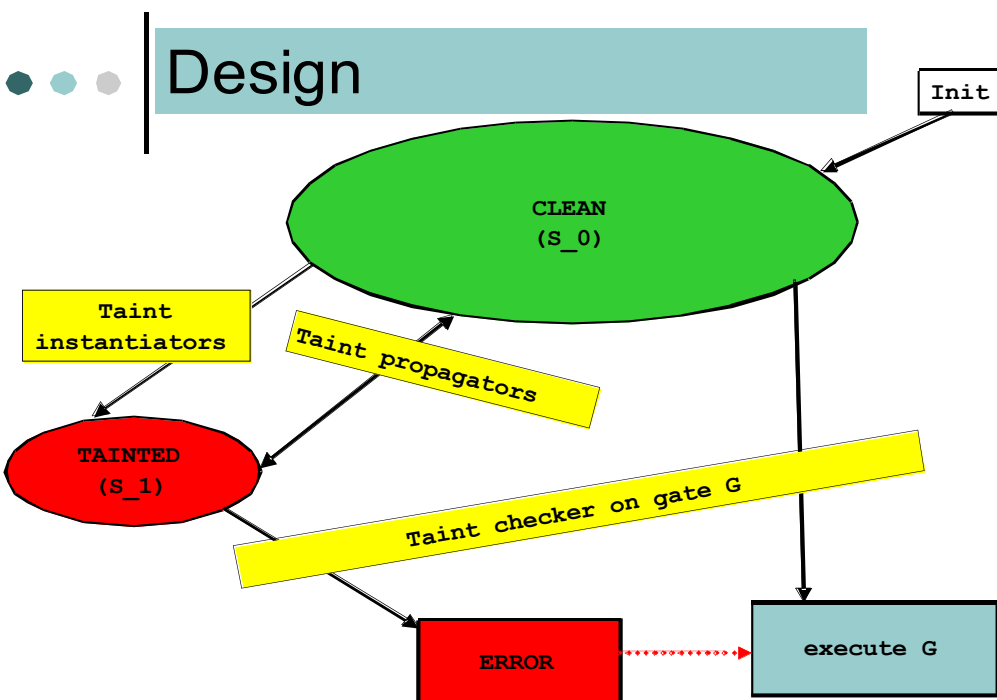 Design
Init
CLEAN
(S_0)
Taint
instantiators
Taint propagators
TAINTED
(S_1)
Taint checker on gate G
ERROR
execute G